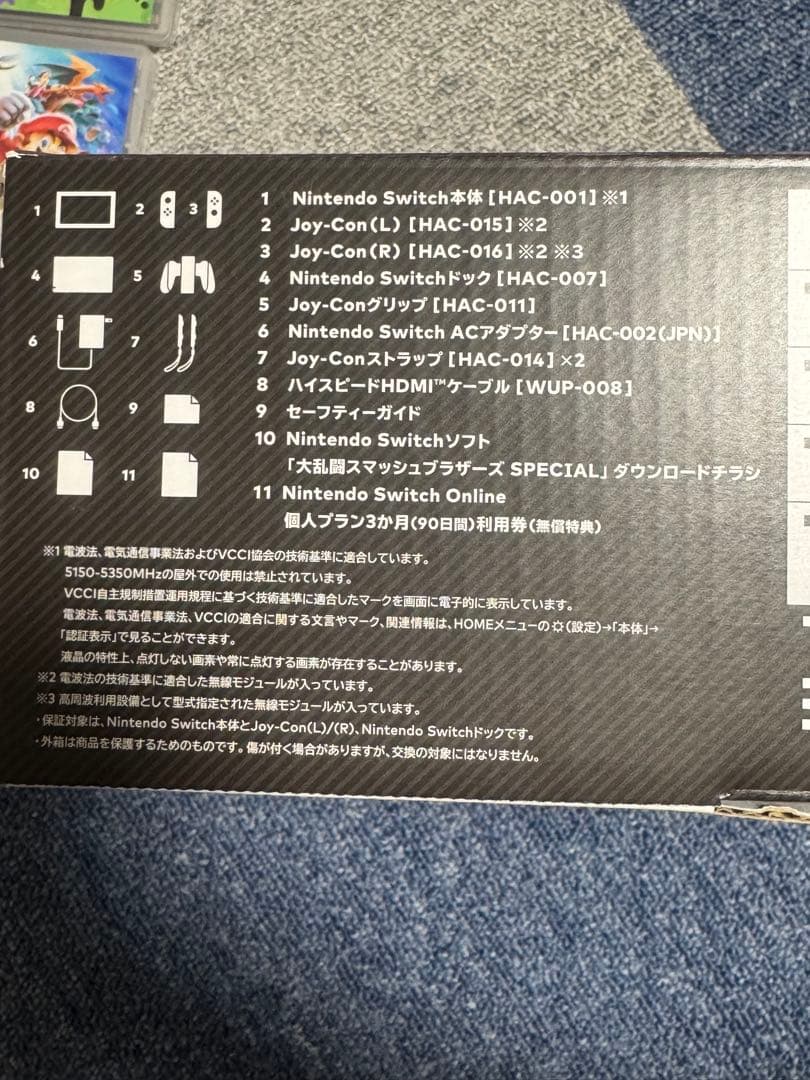 1 2 3
4 5
6 7
8 9
10 11
1 Nintendo Switch本体 [HAC-001] ※1
2 Joy-Con(L) [HAC-015] ※2
3 Joy-Con(R) [HAC-016] ※2 ※3
4 Nintendo Switchドック [HAC-007]
5 Joy-Conグリップ [HAC-011]
6 Nintendo Switch ACアダプター [HAC-002(JPN)]
7 Joy-Conストラップ [HAC-014] ×2
8 ハイスピードHDMI™ケーブル [WUP-008]
9 セーフティーガイド
10 Nintendo Switchソフト
「大乱闘スマッシュブラザーズ SPECIAL」ダウンロードチラシ
11 Nintendo Switch Online
個人プラン3か月(90日間)利用券(無償特典)
※1 電波法、電気通信事業法およびVCCI協会の技術基準に適合しています。
5150-5350MHzの屋外での使用は禁止されています。
VCCI自主規制措置運用規程に基づく技術基準に適合したマークを画面に電子的に表示しています。
電波法、電気通信事業法、VCCIの適合に関する文言やマーク、関連情報は、HOMEメニューの(設定)→「本体」→
「認証表示」で見ることができます。
液晶の特性上、点灯しない画素や常に点灯する画素が存在することがあります。
※2 電波法の技術基準に適合した無線モジュールが入っています。
※3 高周波利用設備として型式指定された無線モジュールが入っています。
・保証対象は、Nintendo Switch本体とJoy-Con(L)/(R)、Nintendo Switchドックです。
・外箱は商品を保護するためのものです。傷が付く場合がありますが、交換の対象にはなりません。